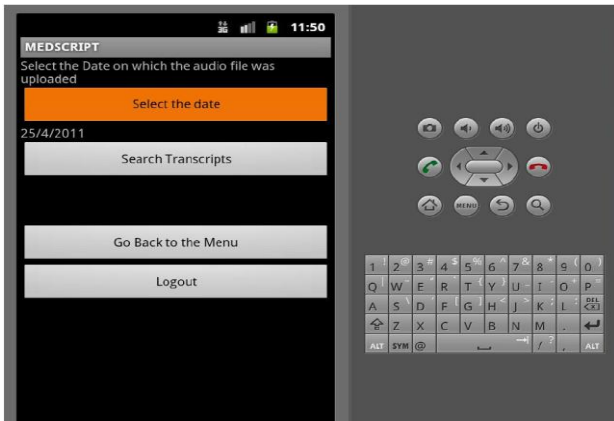 3G 11:50
MEDSCRIPT
Select the Date on which the audio file was
uploaded
Select the date
25/4/2011
Search Transcripts
Go Back to the Menu
Logout
MENU
1 ! 2 @ 3 # 4 $ 5 % 6 ^ 7 & 8 * 9 ( 0 )
Q W E R T { Y } U - I O + P =
A S \ D ' F [ G ] H < J > K ; L : DEL
Z X C V B N M .
ALT SYM @ / ? , ALT